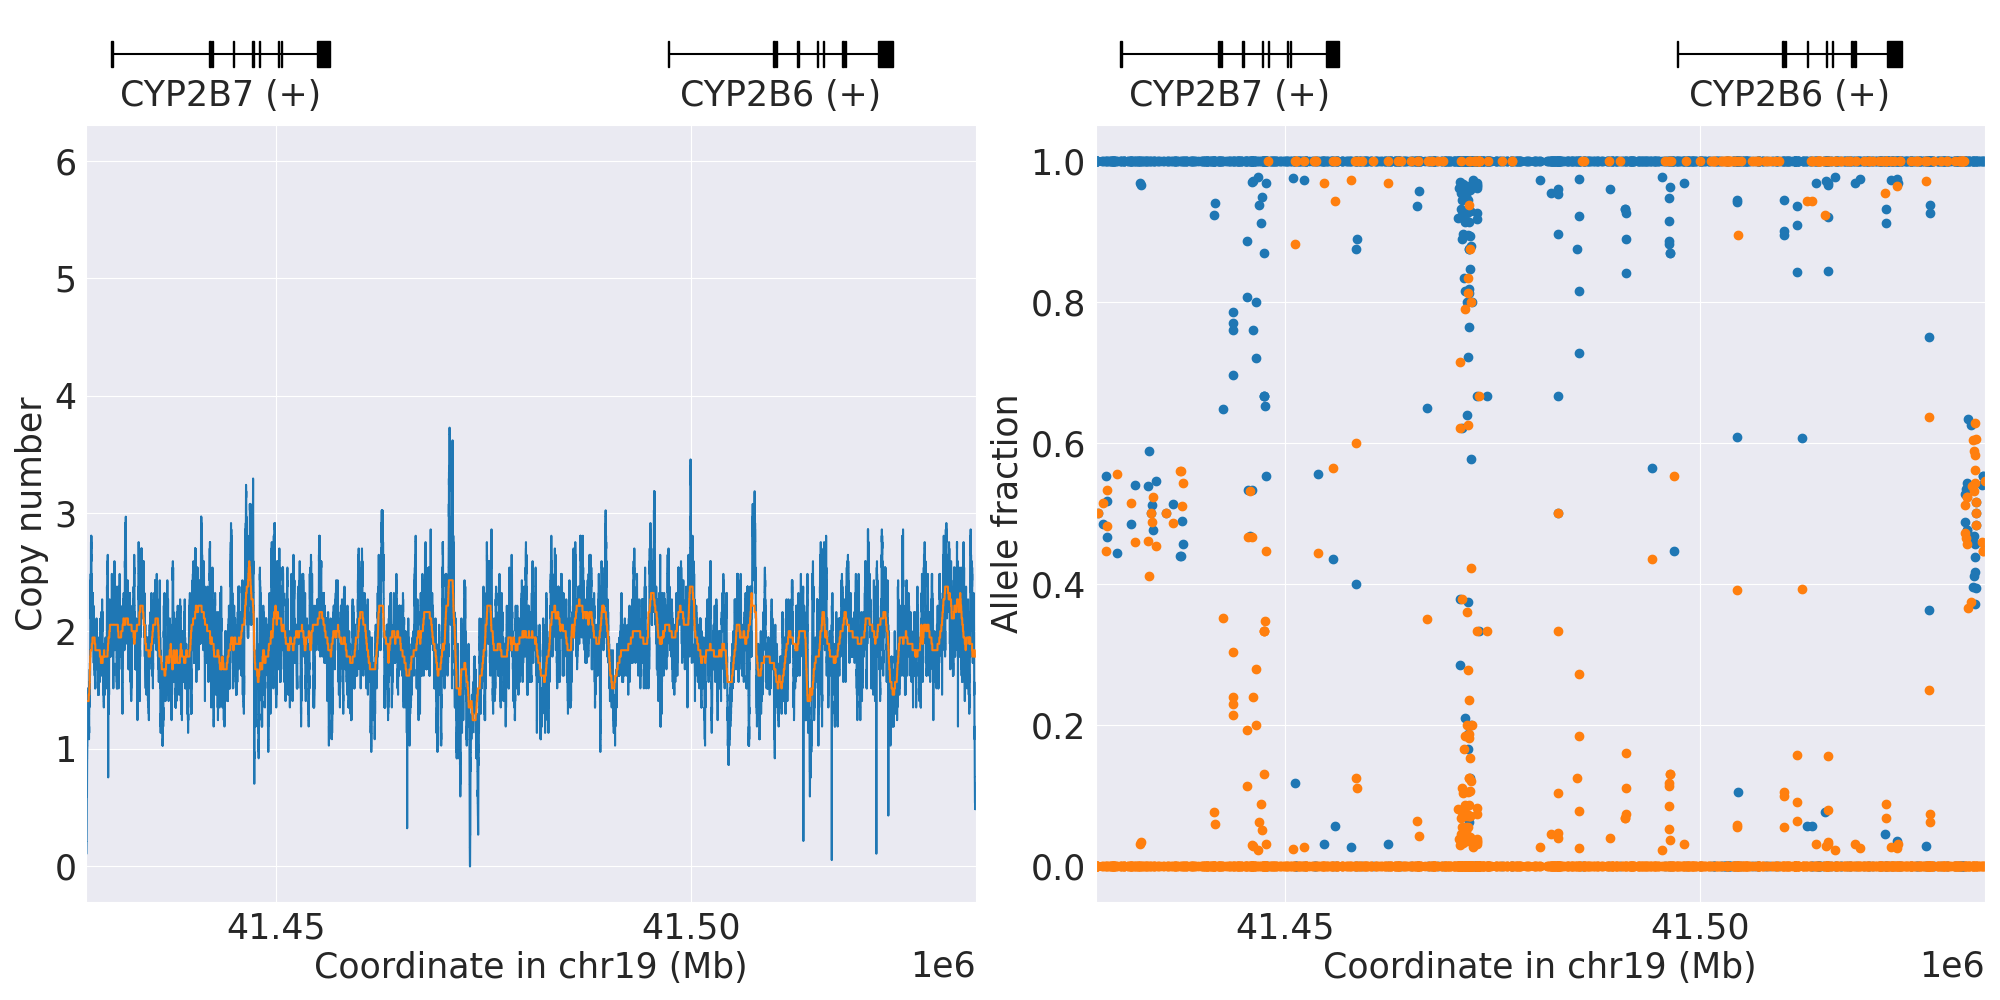 CYP2B7 (+)
CYP2B6 (+)
6
5
4
3
2
1
0
Copy number
41.45
41.50
Coordinate in chr19 (Mb)
1e6
CYP2B7 (+)
CYP2B6 (+)
1.0
0.8
0.6
0.4
0.2
0.0
Allele fraction
41.45
41.50
Coordinate in chr19 (Mb)
1e6